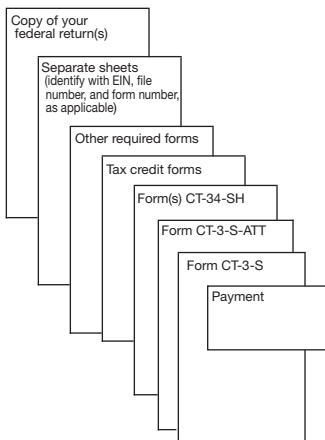 Copy of your
federal return(s)
Separate sheets
(identify with EIN, file
number, and form number,
as applicable)
Other required forms
Tax credit forms
Form(s) CT-34-SH
Form CT-3-S-ATT
Form CT-3-S
Payment